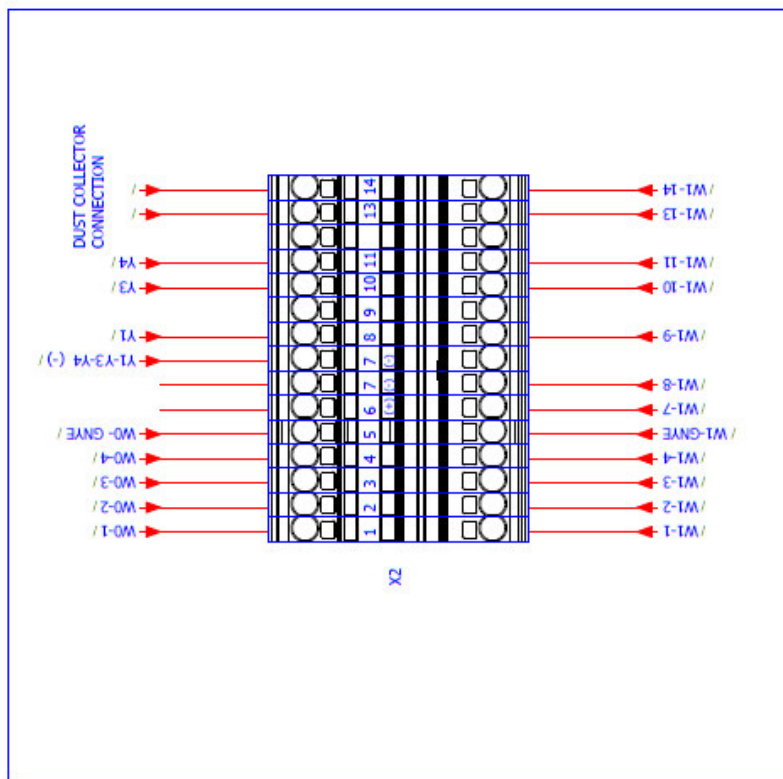 DUST COLLECTOR
CONNECTION
/ 14 W1-14 /
/ 13 W1-13 /
Y4 / 11 W1-11 /
Y3 / 10 W1-10 /
9
Y1 / 8 W1-9 /
Y1-Y3-Y4 (-) / 7 (-)
7 (-) W1-8 /
6 (+) W1-7 /
W0- GNYE / 5 W1-GNYE /
W0-4 / 4 W1-4 /
W0-3 / 3 W1-3 /
W0-2 / 2 W1-2 /
W0-1 / 1 W1-1 /
X2